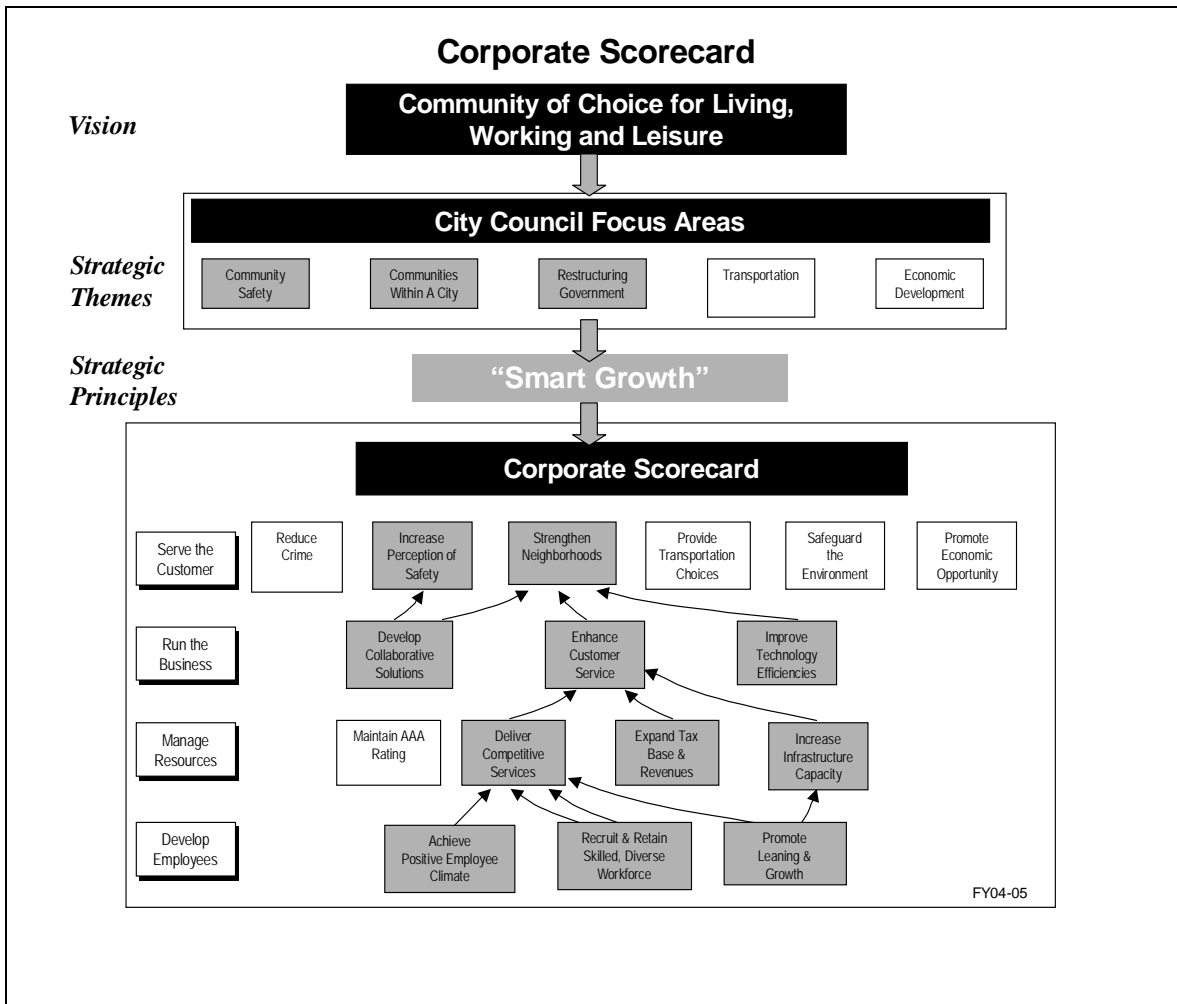 Corporate Scorecard
Vision
Community of Choice for Living,
Working and Leisure
City Council Focus Areas
Strategic
Themes
Community
Safety
Communities
Within A City
Restructuring
Government
Transportation
Economic
Development
Strategic
Principles
“Smart Growth”
Corporate Scorecard
Serve the
Customer
Reduce
Crime
Increase
Perception of
Safety
Strengthen
Neighborhoods
Provide
Transportation
Choices
Safeguard
the
Environment
Promote
Economic
Opportunity
Run the
Business
Develop
Collaborative
Solutions
Enhance
Customer
Service
Improve
Technology
Efficiencies
Manage
Resources
Maintain AAA
Rating
Deliver
Competitive
Services
Expand Tax
Base &
Revenues
Increase
Infrastructure
Capacity
Develop
Employees
Achieve
Positive Employee
Climate
Recruit & Retain
Skilled, Diverse
Workforce
Promote
Leaning &
Growth
FY04-05